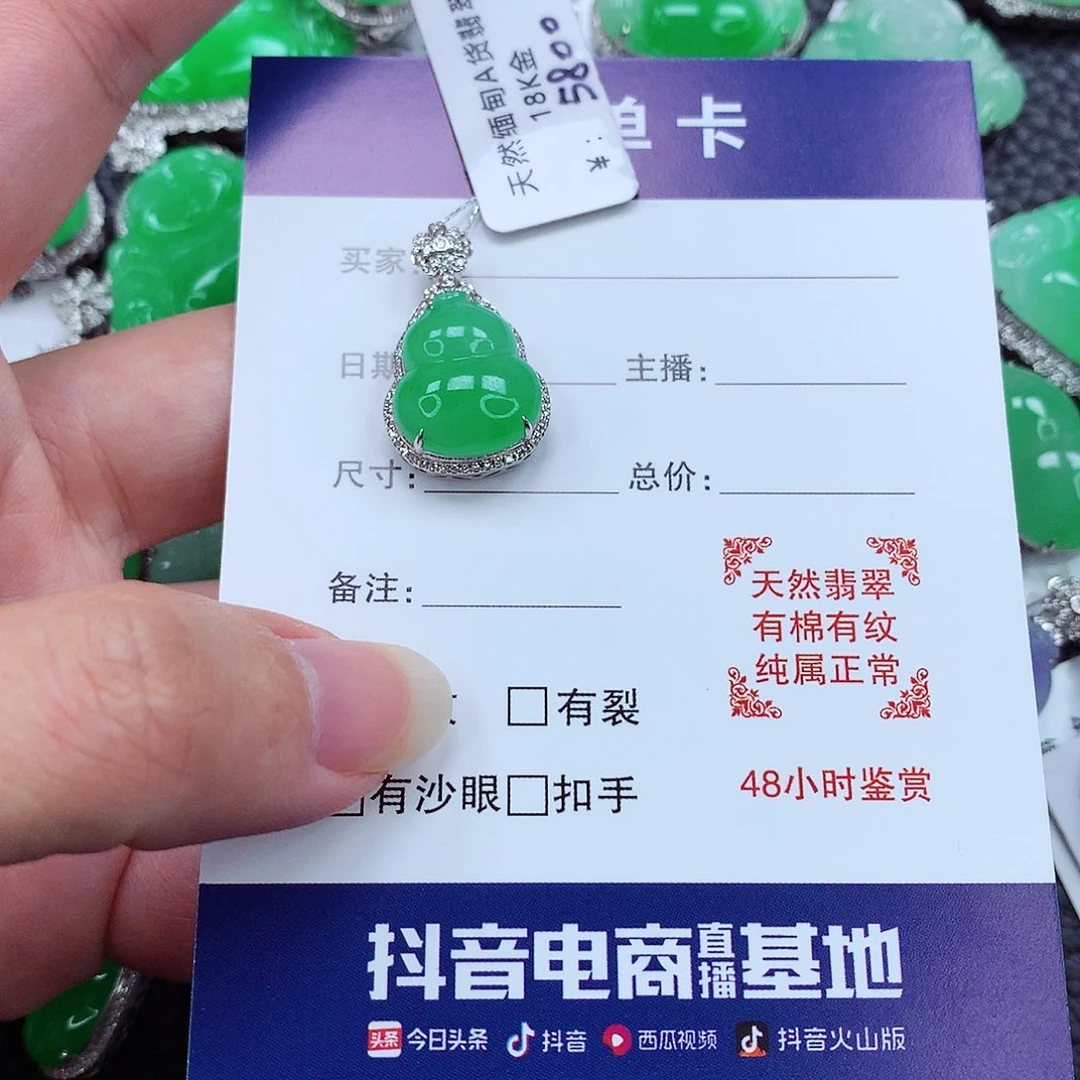 天然缅甸A货翡翠
18K金
¥:
5800
单卡
买家:
日期
主播:
尺寸:
总价:
备注:
天然翡翠
有棉有纹
纯属正常
有裂
有沙眼
扣手
48小时鉴赏
抖音电商直播基地
头条 今日头条 抖音 西瓜视频 抖音火山版